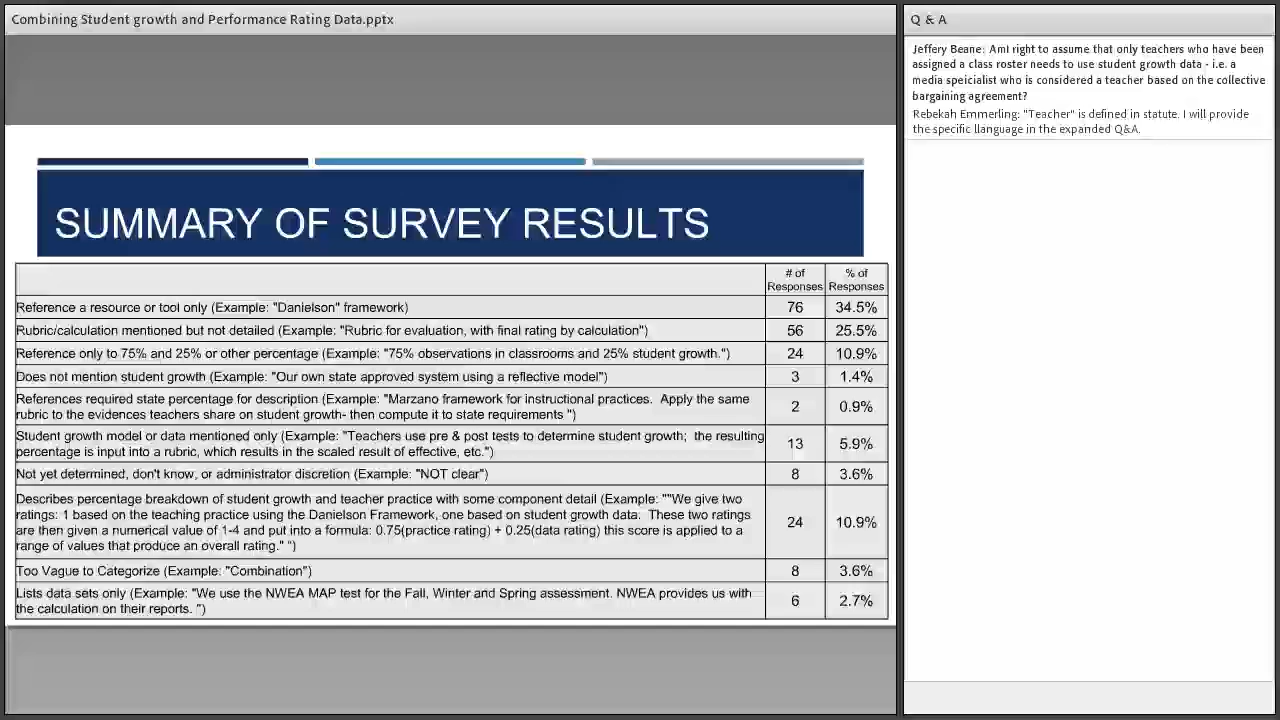 Combining Student growth and Performance Rating Data.pptx
SUMMARY OF SURVEY RESULTS
# of
Responses
% of
Responses
Reference a resource or tool only (Example: "Danielson" framework)
76
34.5%
Rubric/calculation mentioned but not detailed (Example: "Rubric for evaluation, with final rating by calculation")
56
25.5%
Reference only to 75% and 25% or other percentage (Example: "75% observations in classrooms and 25% student growth.")
24
10.9%
Does not mention student growth (Example: "Our own state approved system using a reflective model")
3
1.4%
References required state percentage for description (Example: "Marzano framework for instructional practices.  Apply the same
rubric to the evidences teachers share on student growth- then compute it to state requirements ")
2
0.9%
Student growth model or data mentioned only (Example: "Teachers use pre & post tests to determine student growth;  the resulting
percentage is input into a rubric, which results in the scaled result of effective, etc.")
13
5.9%
Not yet determined, don't know, or administrator discretion (Example: "NOT clear")
8
3.6%
Describes percentage breakdown of student growth and teacher practice with some component detail (Example: ""We give two
ratings: 1 based on the teaching practice using the Danielson Framework, one based on student growth data.  These two ratings
are then given a numerical value of 1-4 and put into a formula: 0.75(practice rating) + 0.25(data rating) this score is applied to a
range of values that produce an overall rating." ")
24
10.9%
Too Vague to Categorize (Example: "Combination")
8
3.6%
Lists data sets only (Example: "We use the NWEA MAP test for the Fall, Winter and Spring assessment. NWEA provides us with
the calculation on their reports. ")
6
2.7%
Q & A
Jeffery Beane: AmI right to assume that only teachers who have been
assigned a class roster needs to use student growth data - i.e. a
media speicialist who is considered a teacher based on the collective
bargaining agreement?
Rebekah Emmerling: "Teacher" is defined in statute. I will provide
the specific llanguage in the expanded Q&A.